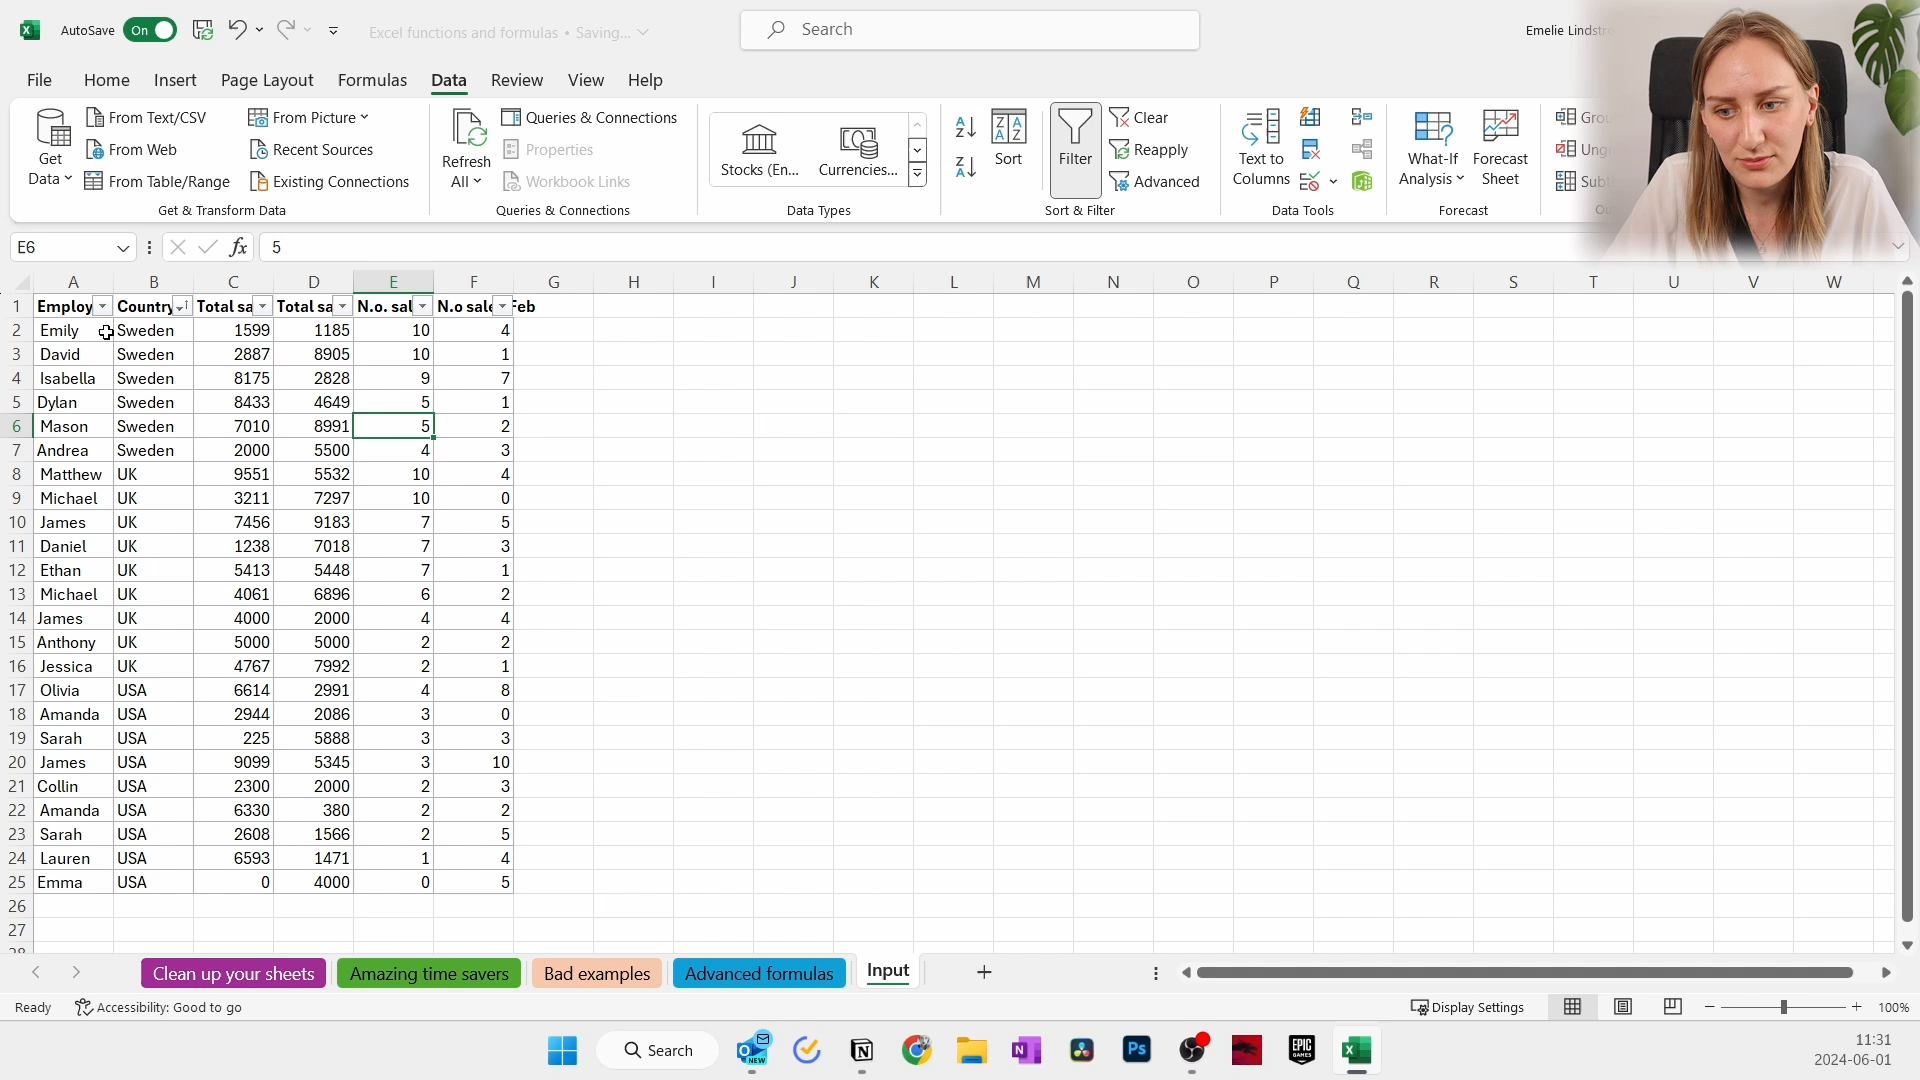 AutoSave On Excel functions and formulas • Saving... Search Emelie Lindstr
File Home Insert Page Layout Formulas Data Review View Help
Get Data From Text/CSV From Web From Table/Range From Picture Recent Sources Existing Connections
Get & Transform Data
Refresh All Queries & Connections Properties Workbook Links
Queries & Connections
Stocks (En... Currencies...
Data Types
Sort Filter Clear Reapply Advanced
Sort & Filter
Text to Columns
Data Tools
What-If Analysis Forecast Sheet
Forecast
E6 fx 5
A B C D E F G H I J K L M N O P Q R S T U V W
1 Employ Country Total sa Total sa N.o. sal N.o sale Feb
2 Emily Sweden 1599 1185 10 4
3 David Sweden 2887 8905 10 1
4 Isabella Sweden 8175 2828 9 7
5 Dylan Sweden 8433 4649 5 1
6 Mason Sweden 7010 8991 5 2
7 Andrea Sweden 2000 5500 4 3
8 Matthew UK 9551 5532 10 4
9 Michael UK 3211 7297 10 0
10 James UK 7456 9183 7 5
11 Daniel UK 1238 7018 7 3
12 Ethan UK 5413 5448 7 1
13 Michael UK 4061 6896 6 2
14 James UK 4000 2000 4 4
15 Anthony UK 5000 5000 2 2
16 Jessica UK 4767 7992 2 1
17 Olivia USA 6614 2991 4 8
18 Amanda USA 2944 2086 3 0
19 Sarah USA 225 5888 3 3
20 James USA 9099 5345 3 10
21 Collin USA 2300 2000 2 3
22 Amanda USA 6330 380 2 2
23 Sarah USA 2608 1566 2 5
24 Lauren USA 6593 1471 1 4
25 Emma USA 0 4000 0 5
26
27
28
Clean up your sheets Amazing time savers Bad examples Advanced formulas Input
Ready Accessibility: Good to go Display Settings 100%
Search NEW N Ps EPIC GAMES 11:31
2024-06-01